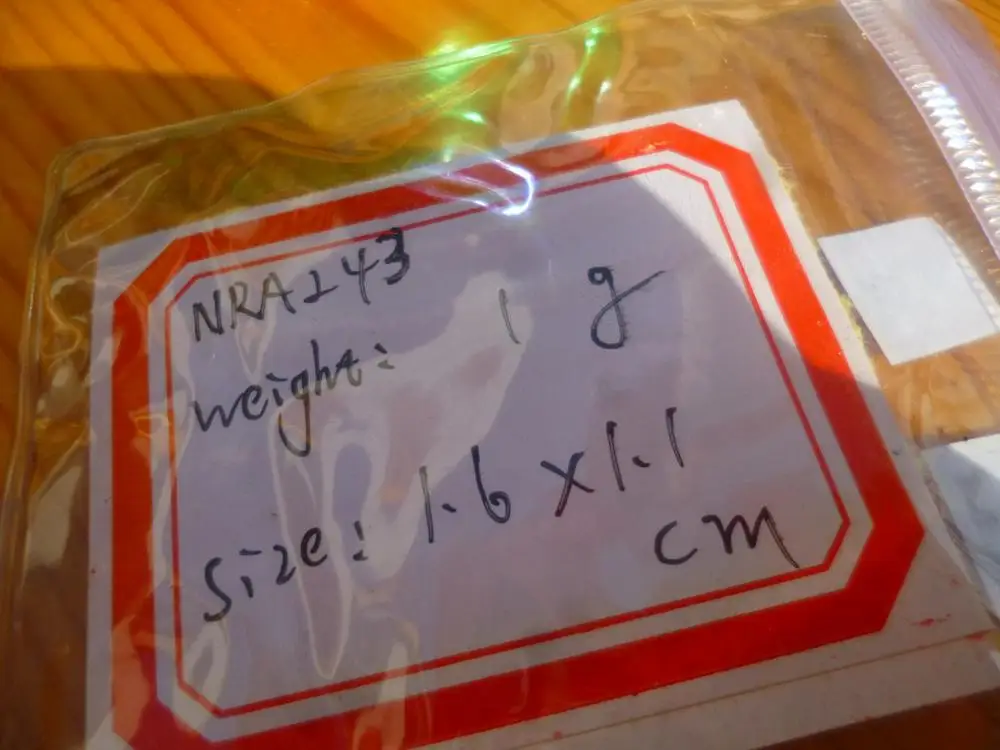 NRA243
weight: 1 g
size: 1.6 x 1.1
cm